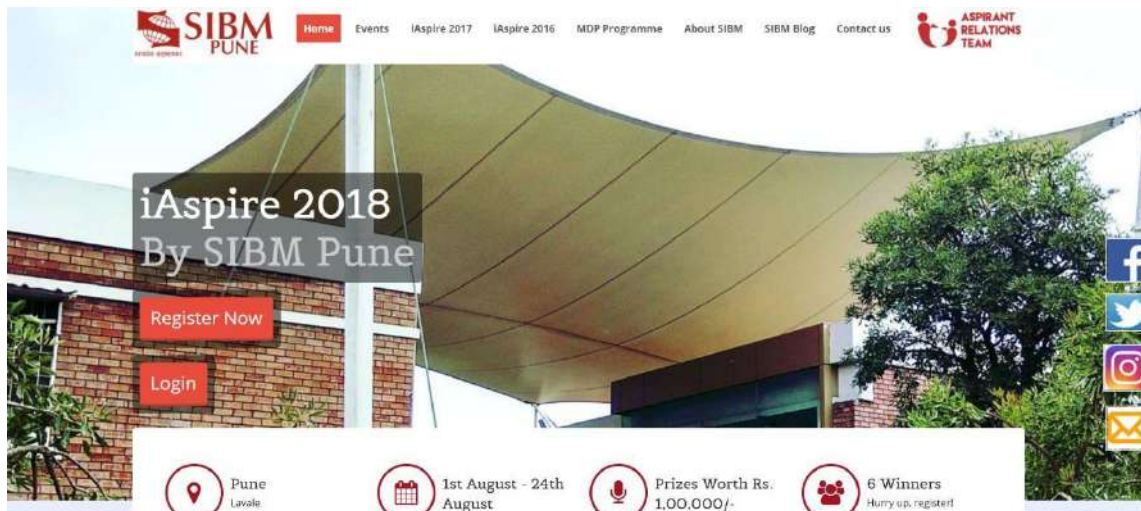 SIBM
PUNE
Home Events iAspire 2017 iAspire 2016 MDP Programme About SIBM SIBM Blog Contact us
ASPIRANT
RELATIONS
TEAM
iAspire 2018
By SIBM Pune
Register Now
Login
Pune
Lavale
1st August - 24th
August
Prizes Worth Rs.
1,00,000/-
6 Winners
Hurry up, register!